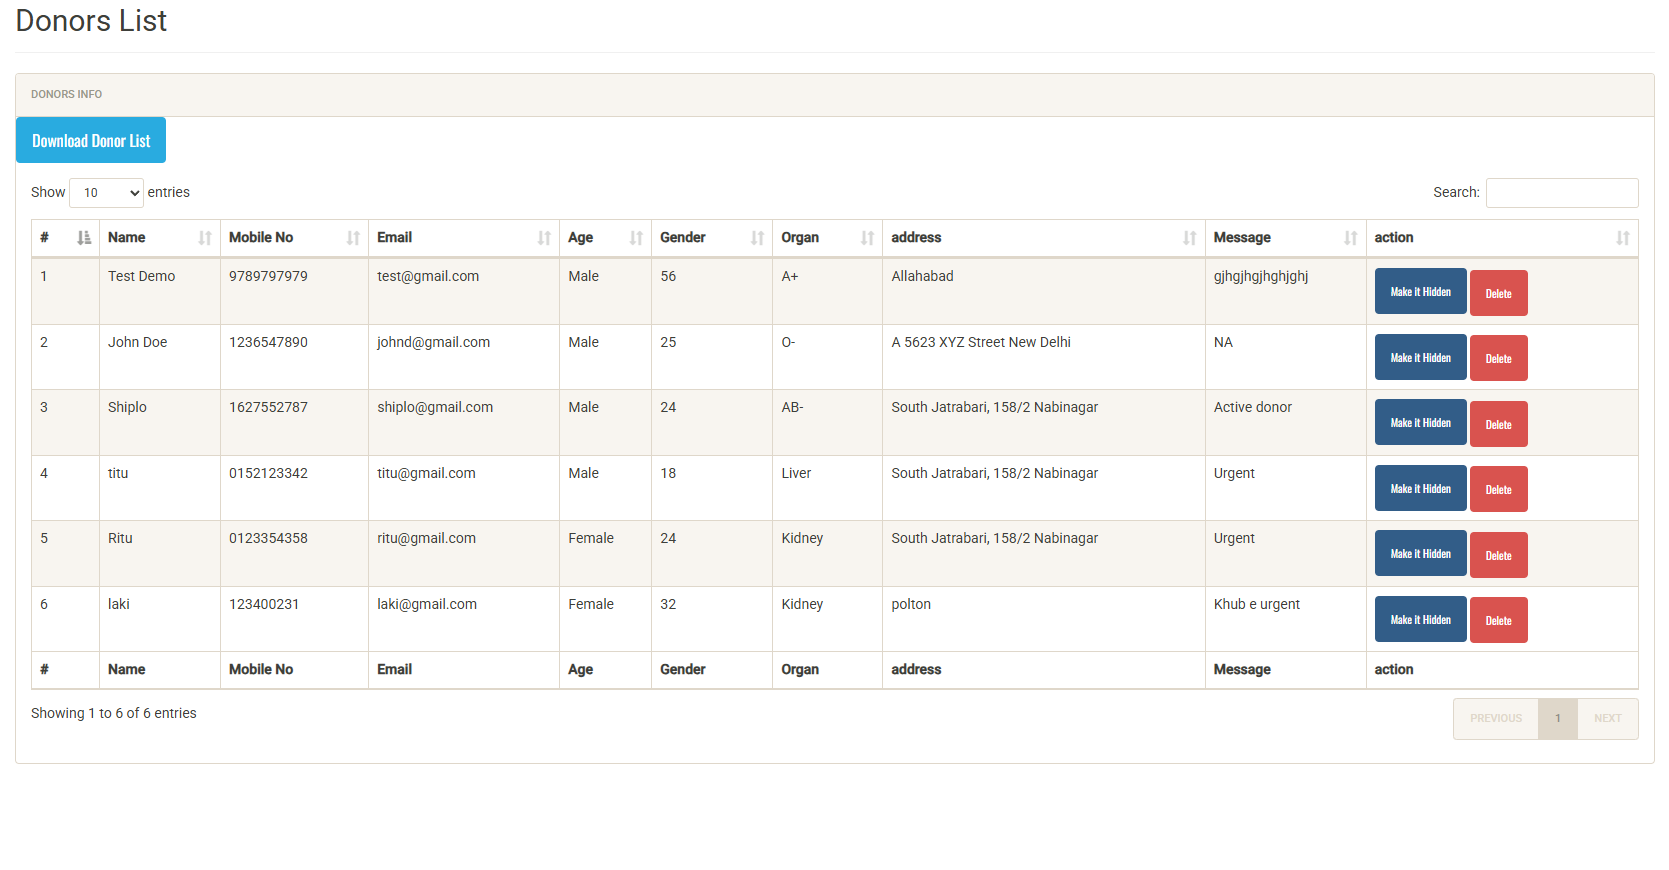 Donors List
DONORS INFO
Download Donor List
Show 10 entries Search:
# Name Mobile No Email Age Gender Organ address Message action
1 Test Demo 9789797979 test@gmail.com Male 56 A+ Allahabad gjhgjhgjhghjghj Make it Hidden Delete
2 John Doe 1236547890 johnd@gmail.com Male 25 O- A 5623 XYZ Street New Delhi NA Make it Hidden Delete
3 Shiplo 1627552787 shiplo@gmail.com Male 24 AB- South Jatrabari, 158/2 Nabinagar Active donor Make it Hidden Delete
4 titu 0152123342 titu@gmail.com Male 18 Liver South Jatrabari, 158/2 Nabinagar Urgent Make it Hidden Delete
5 Ritu 0123354358 ritu@gmail.com Female 24 Kidney South Jatrabari, 158/2 Nabinagar Urgent Make it Hidden Delete
6 laki 123400231 laki@gmail.com Female 32 Kidney polton Khub e urgent Make it Hidden Delete
# Name Mobile No Email Age Gender Organ address Message action
Showing 1 to 6 of 6 entries PREVIOUS 1 NEXT